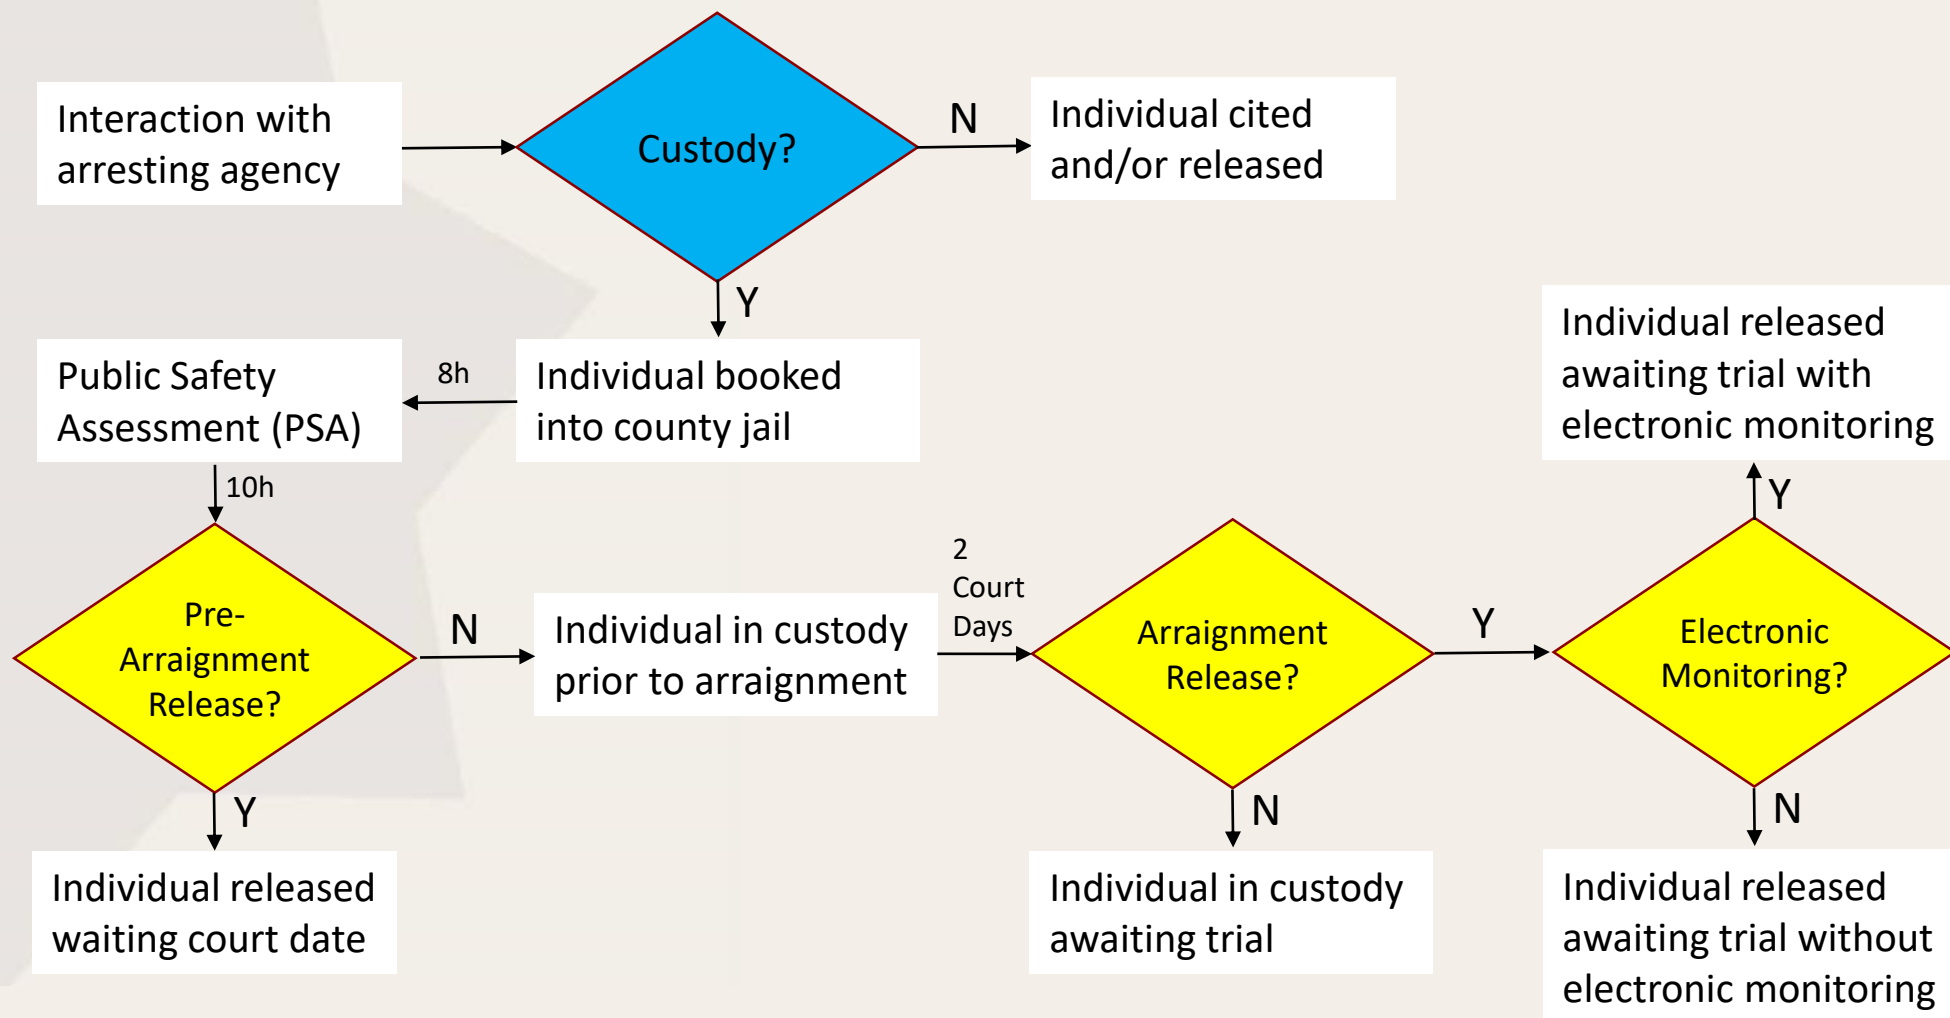 Interaction with
arresting agency
Custody?
N
Individual cited
and/or released
Y
Public Safety
Assessment (PSA)
8h
Individual booked
into county jail
Individual released
awaiting trial with
electronic monitoring
10h
Y
Pre-
Arraignment
Release?
N
Individual in custody
prior to arraignment
2
Court
Days
Arraignment
Release?
Y
Electronic
Monitoring?
Y
N
N
Individual released
waiting court date
Individual in custody
awaiting trial
Individual released
awaiting trial without
electronic monitoring